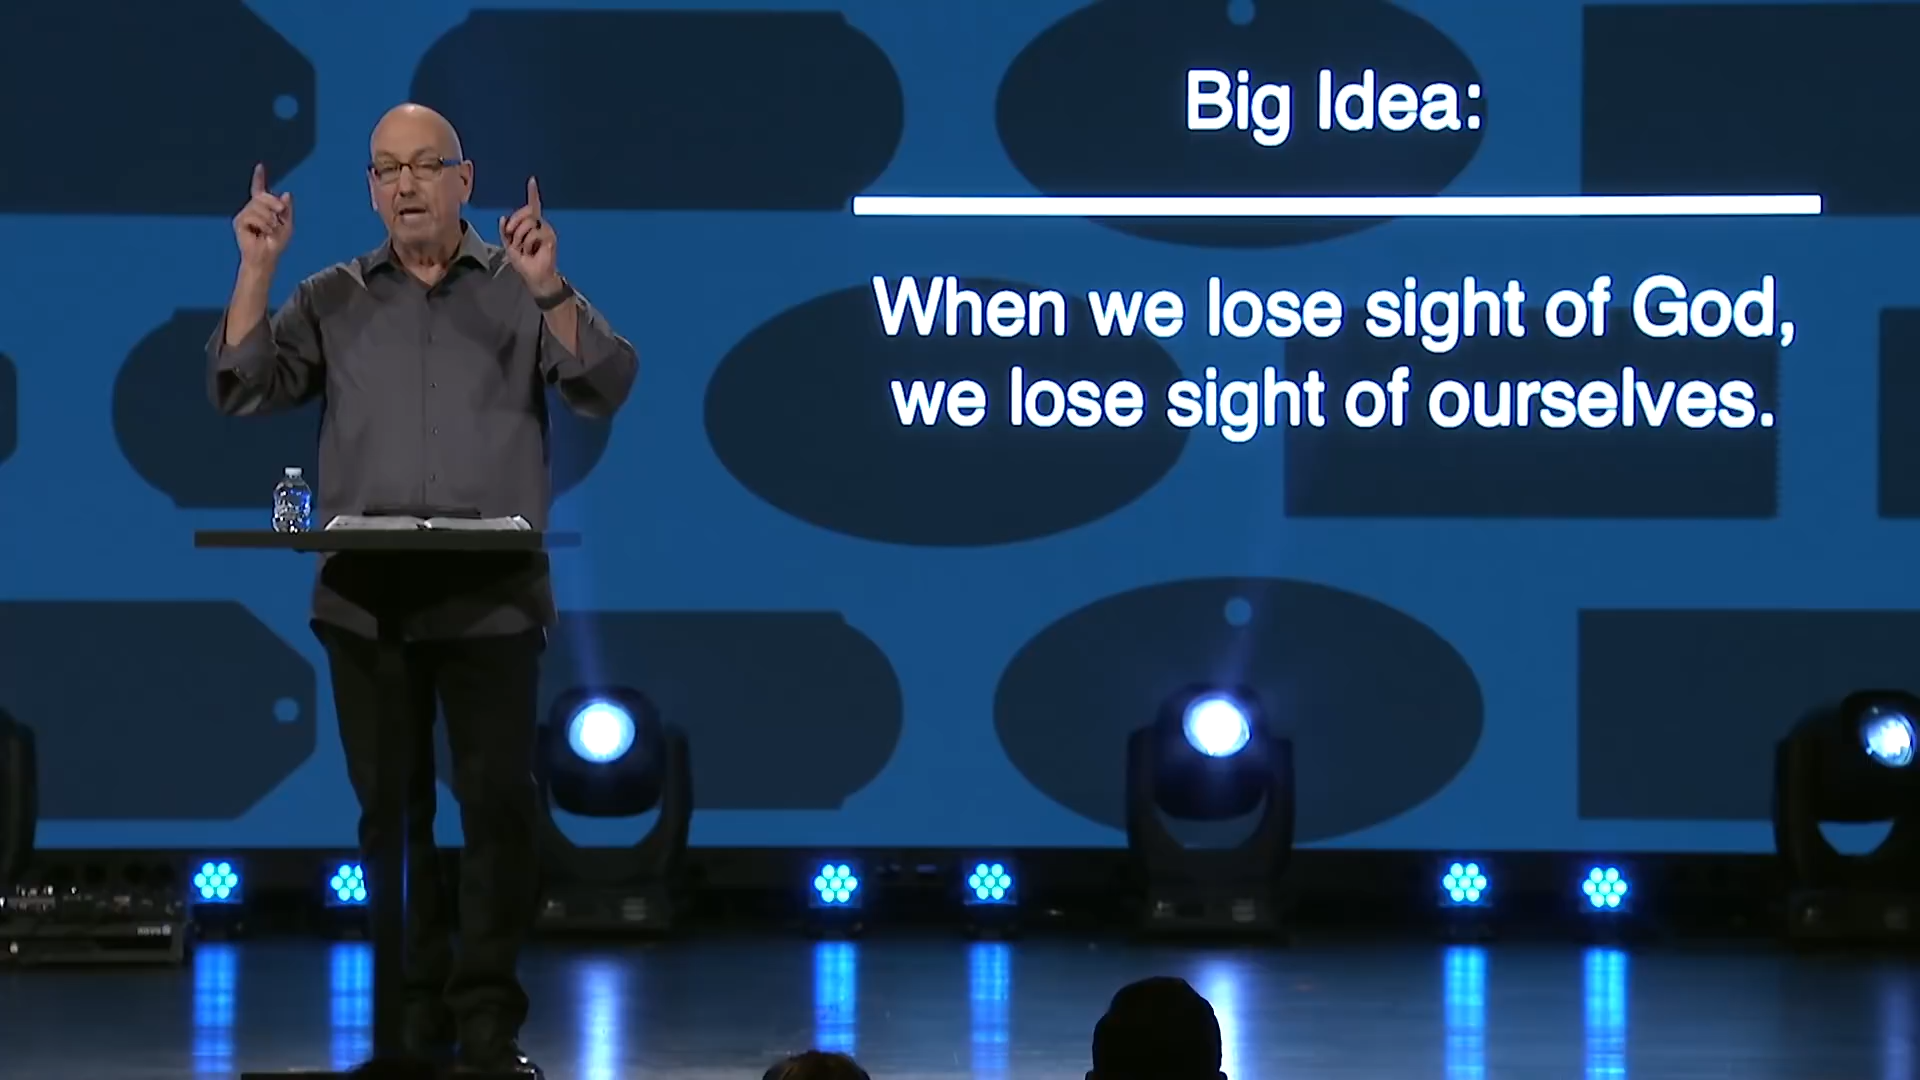 Big Idea:
When we lose sight of God,
we lose sight of ourselves.